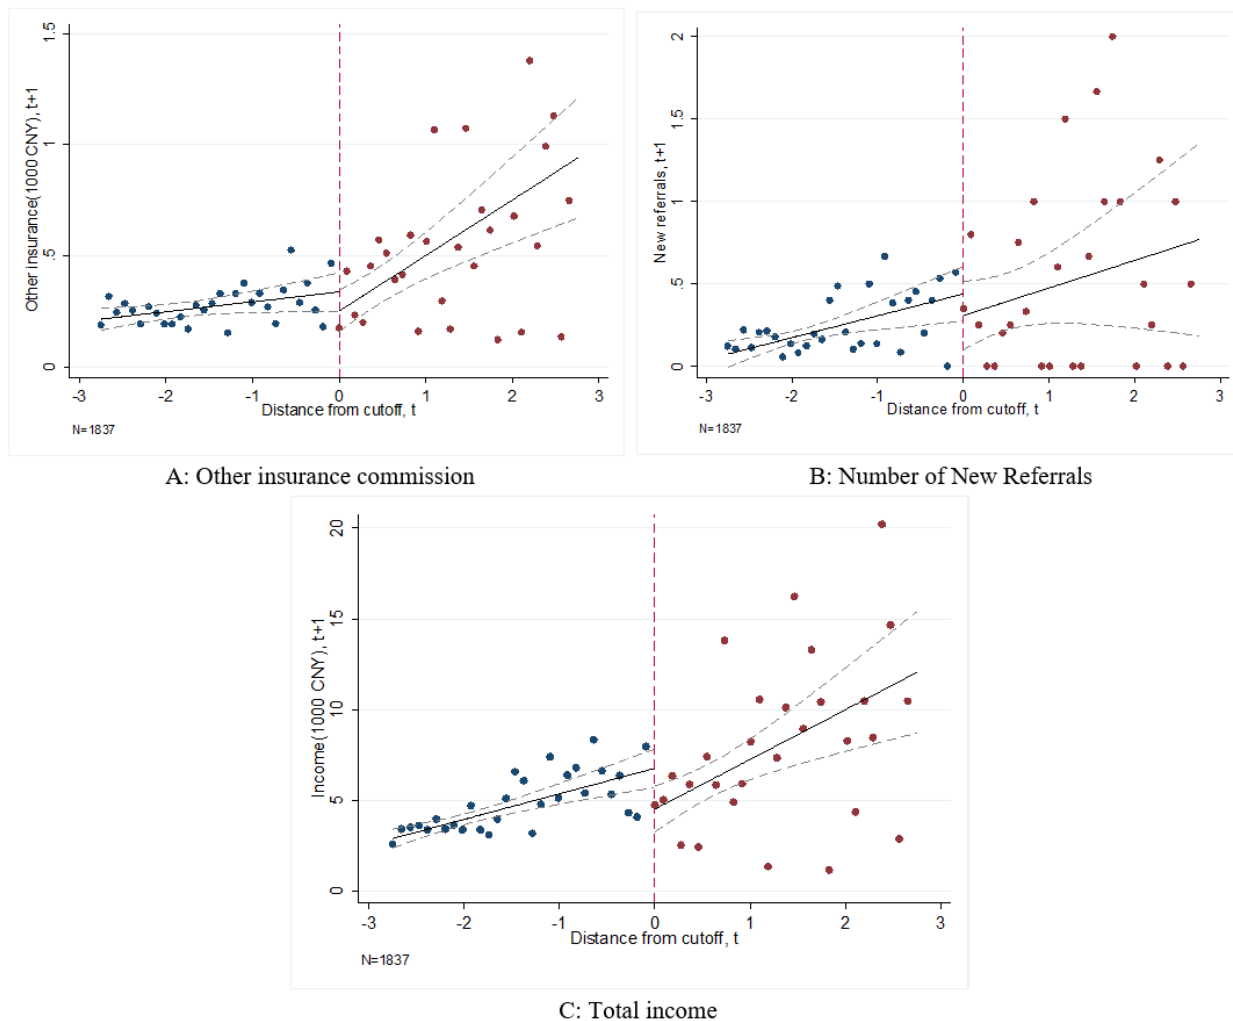 Other insurance(1000 CNY), t+1
1.5
1
.5
0
-3 -2 -1 0 1 2 3
Distance from cutoff, t
N=1837
A: Other insurance commission
New referrals, t+1
2
1.5
1
.5
0
-3 -2 -1 0 1 2 3
Distance from cutoff, t
N=1837
B: Number of New Referrals
Income(1000 CNY), t+1
20
15
10
5
0
-3 -2 -1 0 1 2 3
Distance from cutoff, t
N=1837
C: Total income